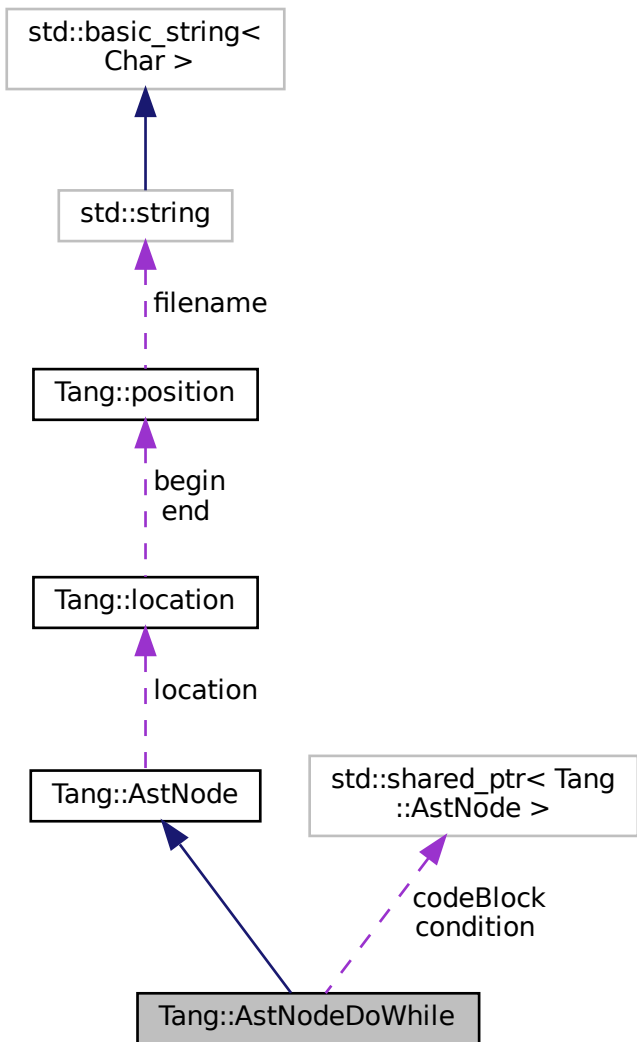 std::basic_string<
Char >
std::string
filename
Tang::position
begin
end
Tang::location
location
Tang::AstNode
std::shared_ptr< Tang
::AstNode >
codeBlock
condition
Tang::AstNodeDoWhile